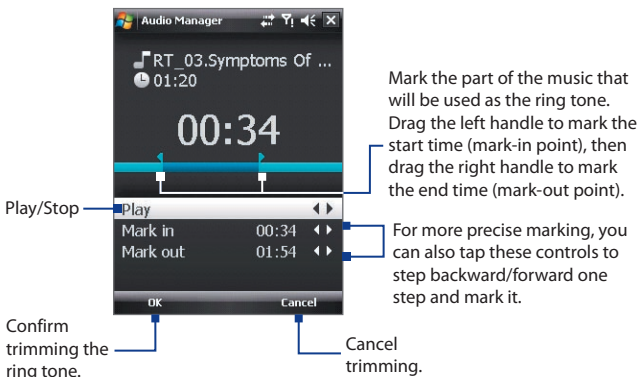 Audio Manager
RT_03.Symptoms Of ...
01:20
00:34
Mark the part of the music that
will be used as the ring tone.
Drag the left handle to mark the
start time (mark-in point), then
drag the right handle to mark
the end time (mark-out point).
Play/Stop
Play
Mark in 00:34
Mark out 01:54
For more precise marking, you
can also tap these controls to
step backward/forward one
step and mark it.
OK Cancel
Confirm
trimming the
ring tone.
Cancel
trimming.